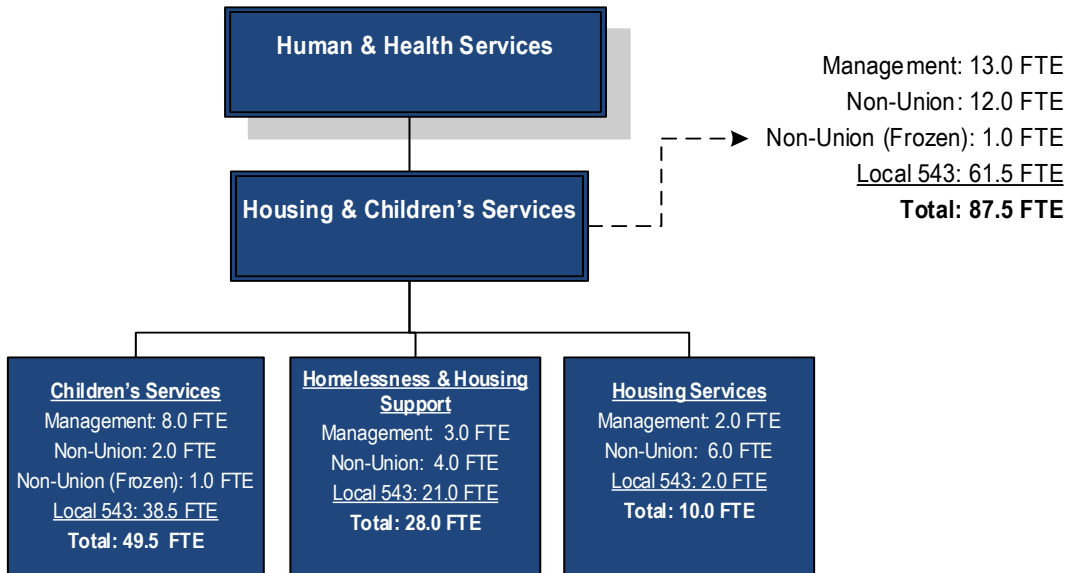 Human & Health Services
Management: 13.0 FTE
Non-Union: 12.0 FTE
Non-Union (Frozen): 1.0 FTE
Local 543: 61.5 FTE
Total: 87.5 FTE
Housing & Children's Services
Children's Services
Management: 8.0 FTE
Non-Union: 2.0 FTE
Non-Union (Frozen): 1.0 FTE
Local 543: 38.5 FTE
Total: 49.5 FTE
Homelessness & Housing
Support
Management: 3.0 FTE
Non-Union: 4.0 FTE
Local 543: 21.0 FTE
Total: 28.0 FTE
Housing Services
Management: 2.0 FTE
Non-Union: 6.0 FTE
Local 543: 2.0 FTE
Total: 10.0 FTE